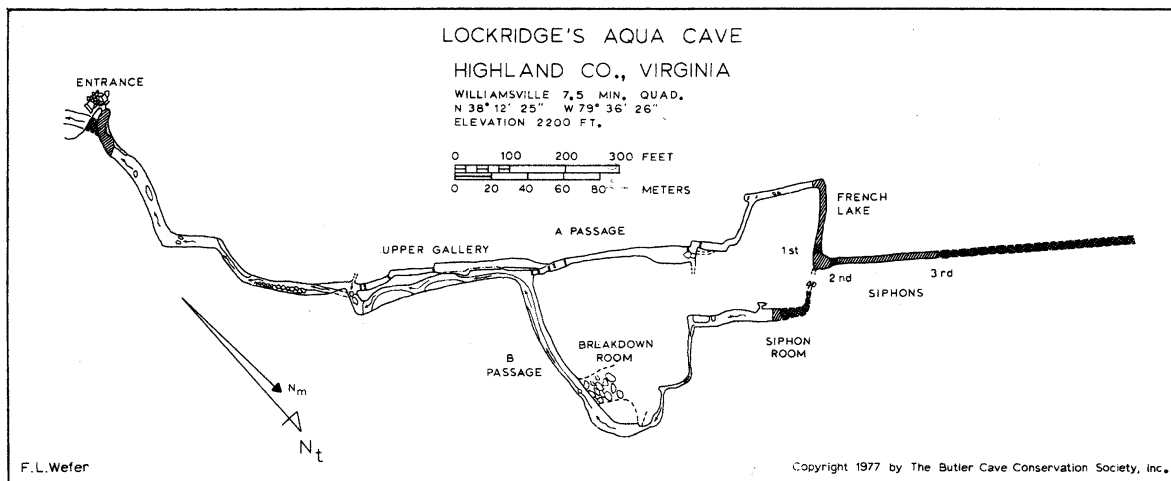 LOCKRIDGE'S AQUA CAVE
HIGHLAND CO., VIRGINIA
WILLIAMSVILLE 7.5 MIN. QUAD.
N 38° 12' 25" W 79° 36' 26"
ELEVATION 2200 FT.
0 100 200 300 FEET
0 20 40 60 80 METERS
ENTRANCE
UPPER GALLERY
A PASSAGE
FRENCH
LAKE
1st
2nd
3rd
SIPHONS
SIPHON
ROOM
BREAKDOWN
ROOM
B
PASSAGE
Nm
Nt
F.L.Wefer
Copyright 1977 by The Butler Cave Conservation Society, Inc.